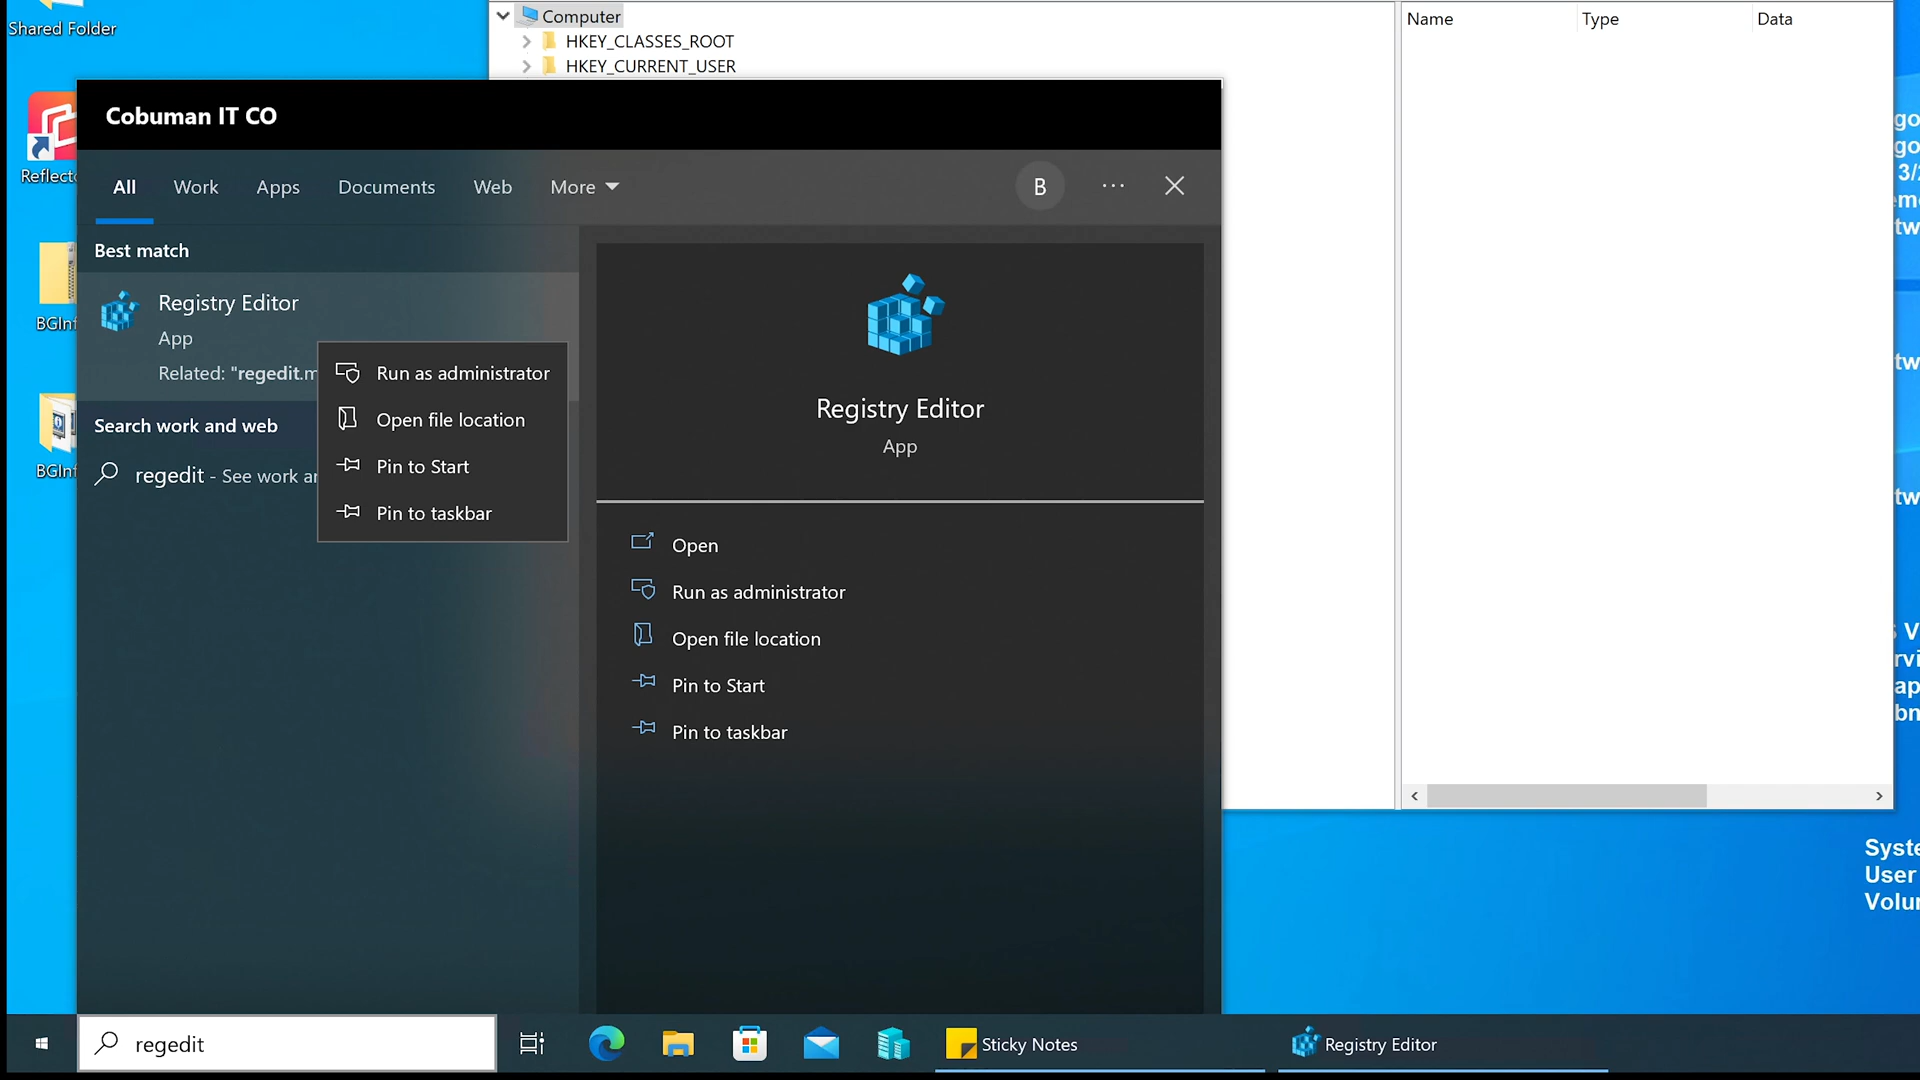 Shared Folder
Computer
HKEY_CLASSES_ROOT
HKEY_CURRENT_USER
Name Type Data
Cobuman IT CO
All Work Apps Documents Web More
B
Best match
Registry Editor
App
Related: "regedit.m
Search work and web
regedit - See work
Run as administrator
Open file location
Pin to Start
Pin to taskbar
Registry Editor
App
Open
Run as administrator
Open file location
Pin to Start
Pin to taskbar
Syste
User
Volu
regedit
Sticky Notes
Registry Editor